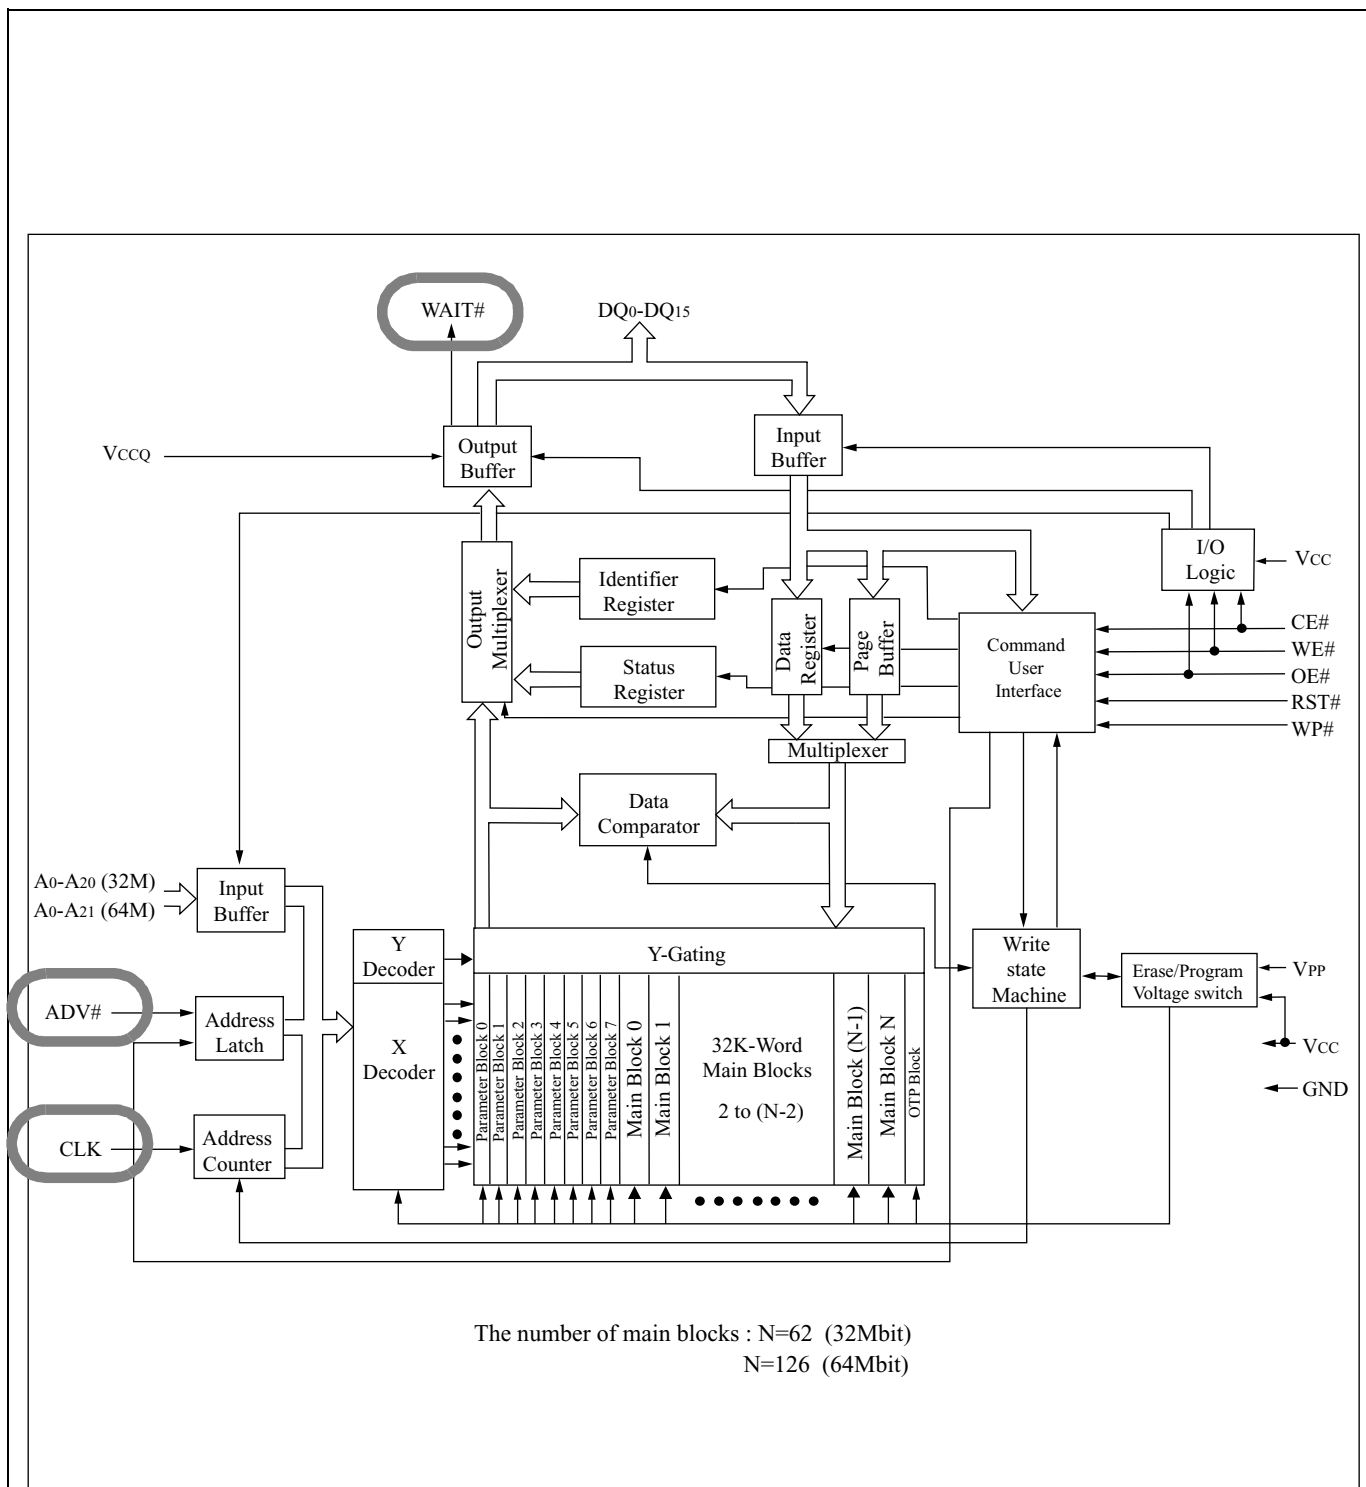 WAIT#
DQ0-DQ15
VCCQ
Output
Buffer
Input
Buffer
I/O
Logic
VCC
Output
Multiplexer
Identifier
Register
Status
Register
Data
Register
Page
Buffer
Command
User
Interface
CE#
WE#
OE#
RST#
WP#
Multiplexer
Data
Comparator
A0-A20 (32M)
A0-A21 (64M)
Input
Buffer
Y
Decoder
Y-Gating
Write
state
Machine
Erase/Program
Voltage switch
VPP
VCC
GND
ADV#
Address
Latch
X
Decoder
CLK
Address
Counter
Parameter Block 0
Parameter Block 1
Parameter Block 2
Parameter Block 3
Parameter Block 4
Parameter Block 5
Parameter Block 6
Parameter Block 7
Main Block 0
Main Block 1
32K-Word
Main Blocks
2 to (N-2)
Main Block (N-1)
Main Block N
OTP Block
The number of main blocks : N=62 (32Mbit)
N=126 (64Mbit)